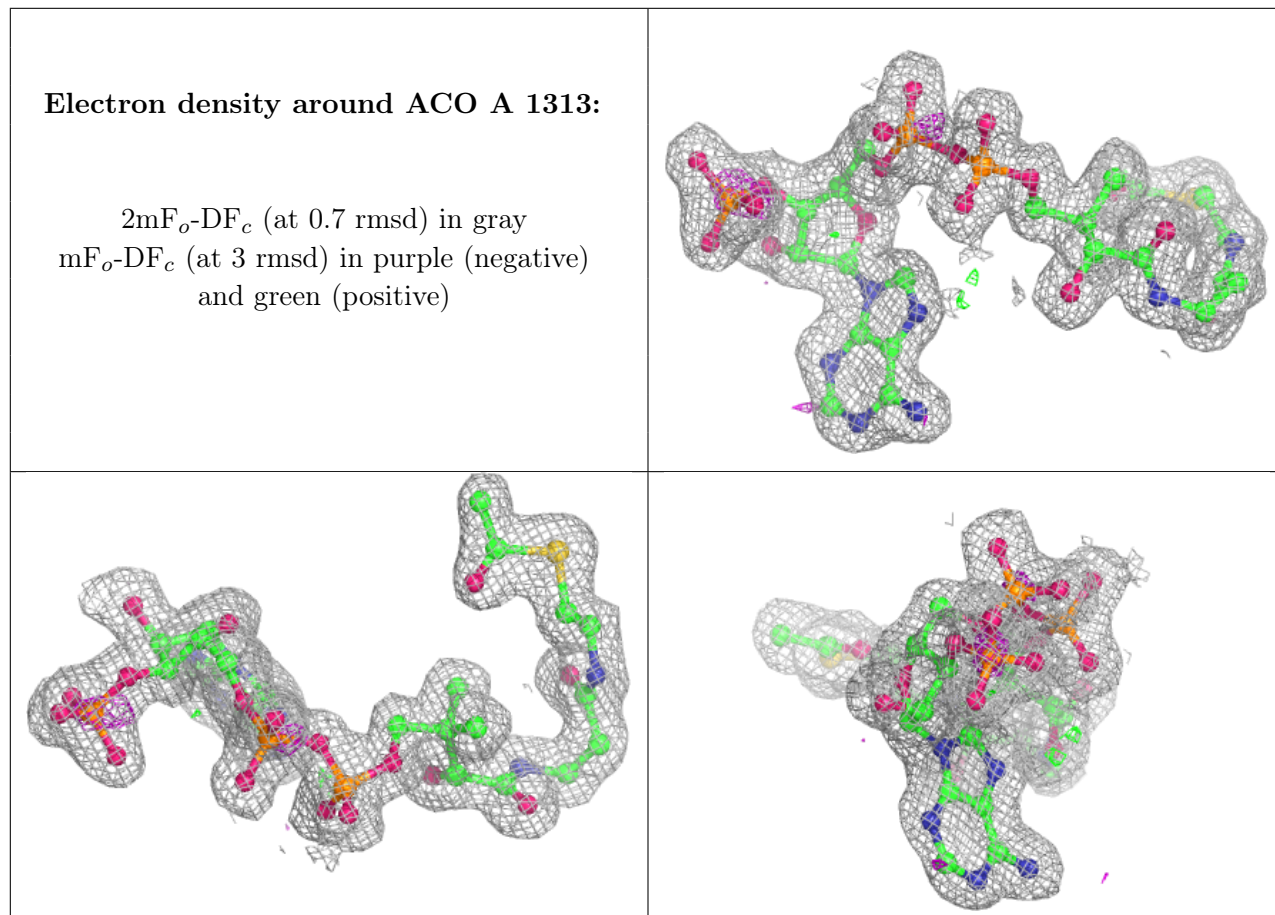 Electron density around ACO A 1313:
2mFo-DFc (at 0.7 rmsd) in gray
mFo-DFc (at 3 rmsd) in purple (negative)
and green (positive)